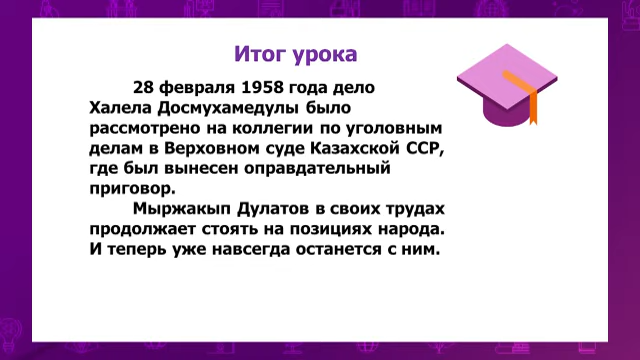 Итог урока
28 февраля 1958 года дело
Халела Досмухамедулы было
рассмотрено на коллегии по уголовным
делам в Верховном суде Казахской ССР,
где был вынесен оправдательный
приговор.
Мыржакып Дулатов в своих трудах
продолжает стоять на позициях народа.
И теперь уже навсегда останется с ним.